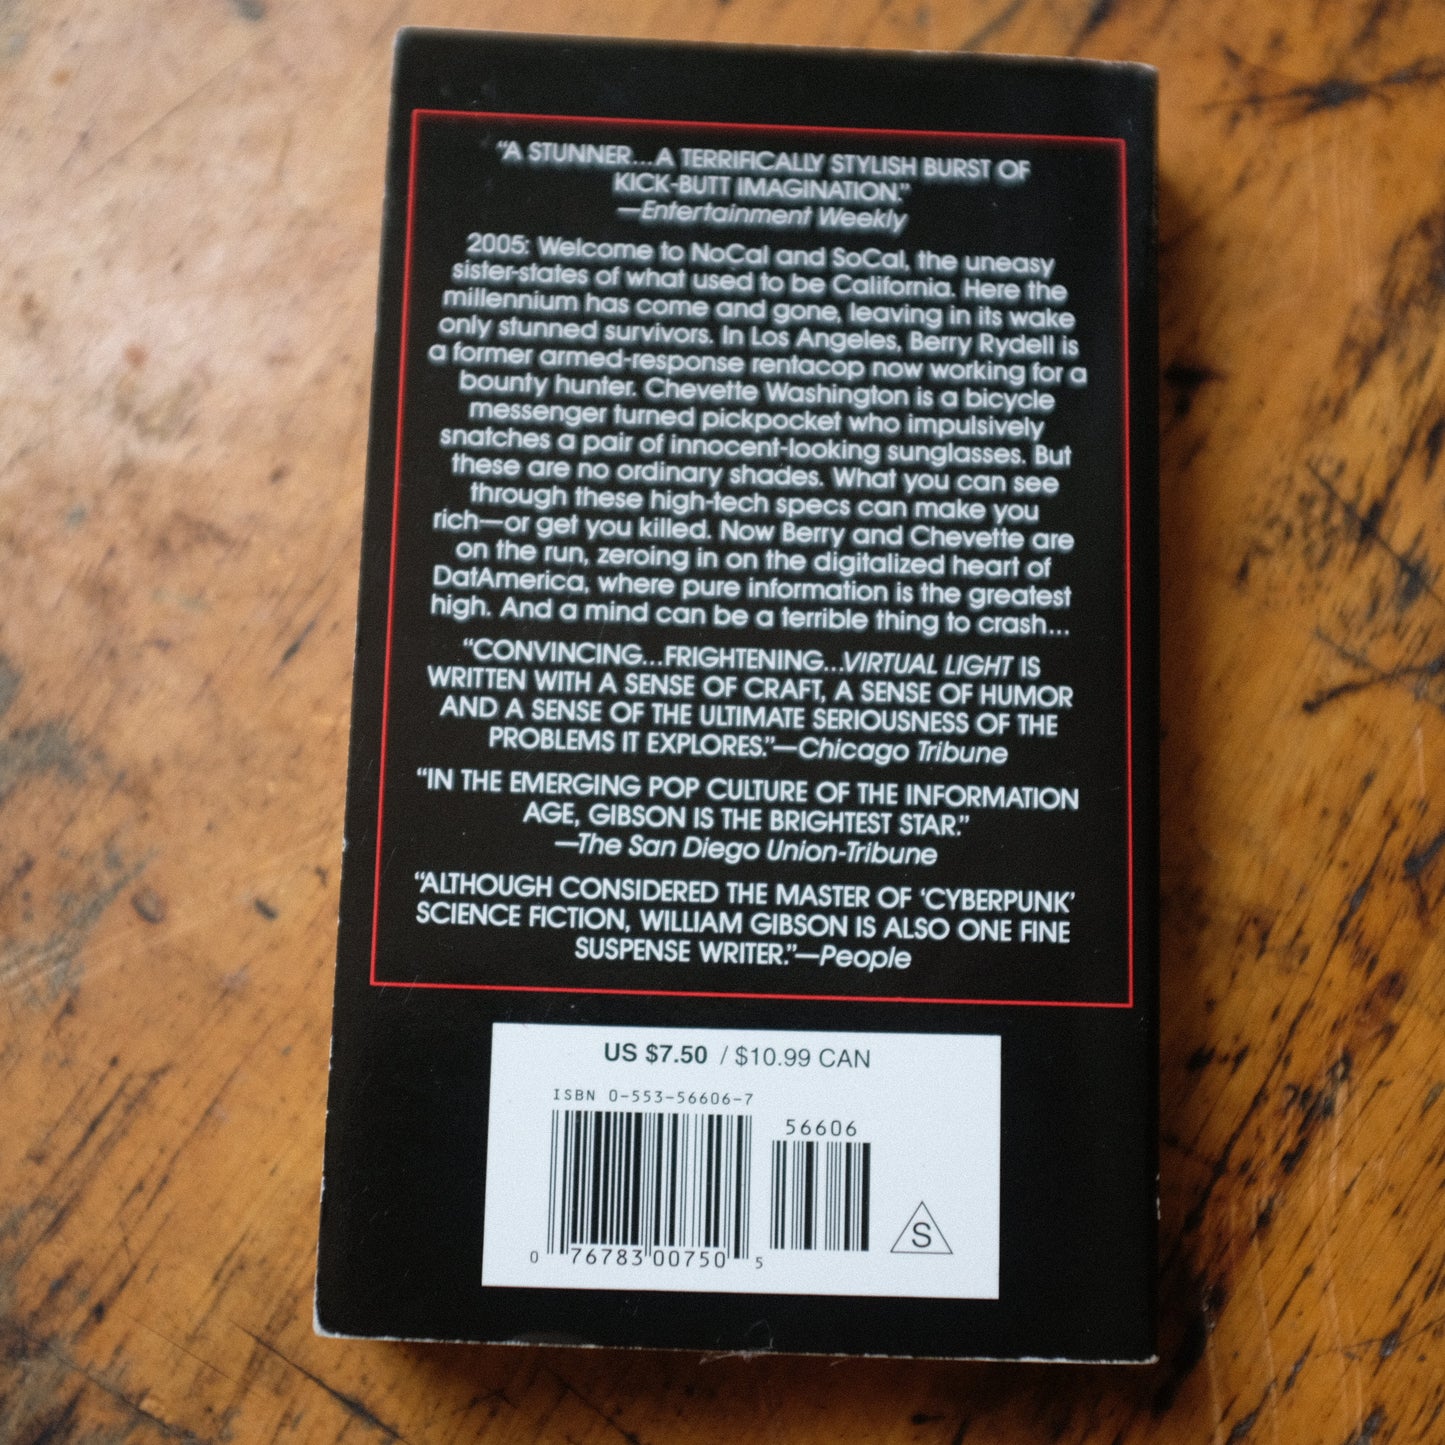 “A STUNNER...A TERRIFICALLY STYLISH BURST OF
KICK-BUTT IMAGINATION.”
—Entertainment Weekly
2005: Welcome to NoCal and SoCal, the uneasy
sister-states of what used to be California. Here the
millennium has come and gone, leaving in its wake
only stunned survivors. In Los Angeles, Berry Rydell is
a former armed-response rentacop now working for a
bounty hunter. Chevette Washington is a bicycle
messenger turned pickpocket who impulsively
snatches a pair of innocent-looking sunglasses. But
these are no ordinary shades. What you can see
through these high-tech specs can make you
rich—or get you killed. Now Berry and Chevette are
on the run, zeroing in on the digitalized heart of
DatAmerica, where pure information is the greatest
high. And a mind can be a terrible thing to crash...
“CONVINCING...FRIGHTENING...VIRTUAL LIGHT IS
WRITTEN WITH A SENSE OF CRAFT, A SENSE OF HUMOR
AND A SENSE OF THE ULTIMATE SERIOUSNESS OF THE
PROBLEMS IT EXPLORES.”—Chicago Tribune
“IN THE EMERGING POP CULTURE OF THE INFORMATION
AGE, GIBSON IS THE BRIGHTEST STAR.”
—The San Diego Union-Tribune
“ALTHOUGH CONSIDERED THE MASTER OF ‘CYBERPUNK’
SCIENCE FICTION, WILLIAM GIBSON IS ALSO ONE FINE
SUSPENSE WRITER.”—People
US $7.50 / $10.99 CAN
ISBN 0-553-56606-7
56606
0 76783 00750 5
S